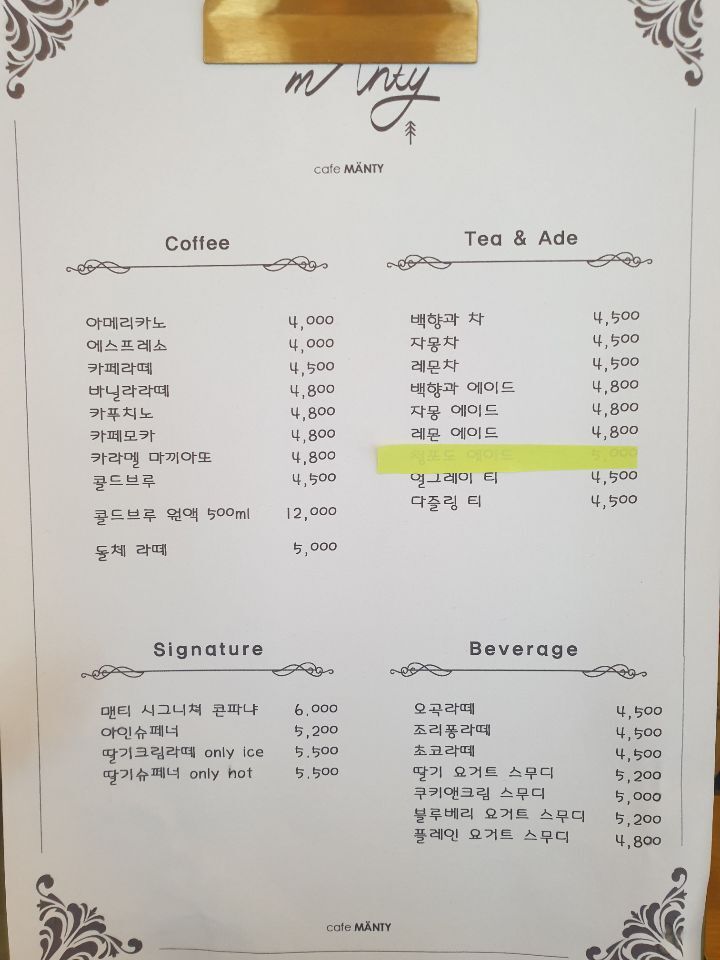 mänty
cafe MÄNTY
Coffee
아메리카노 4,000
에스프레소 4,000
카페라떼 4,500
바닐라라떼 4,800
카푸치노 4,800
카페모카 4,800
카라멜 마끼아또 4,800
콜드브루 4,500
콜드브루 원액 500ml 12,000
돌체 라떼 5,000
Tea & Ade
백향과 차 4,500
자몽차 4,500
레몬차 4,500
백향과 에이드 4,800
자몽 에이드 4,800
레몬 에이드 4,800
청포도 에이드 5,000
얼그레이 티 4,500
다즐링 티 4,500
Signature
맨티 시그니쳐 콘파냐 6.000
아인슈페너 5,200
딸기크림라떼 only ice 5.500
딸기슈페너 only hot 5.500
Beverage
오곡라떼 4,500
조리퐁라떼 4,500
초코라떼 4,500
딸기 요거트 스무디 5,200
쿠키앤크림 스무디 5,000
블루베리 요거트 스무디 5,200
플레인 요거트 스무디 4,800
cafe MÄNTY